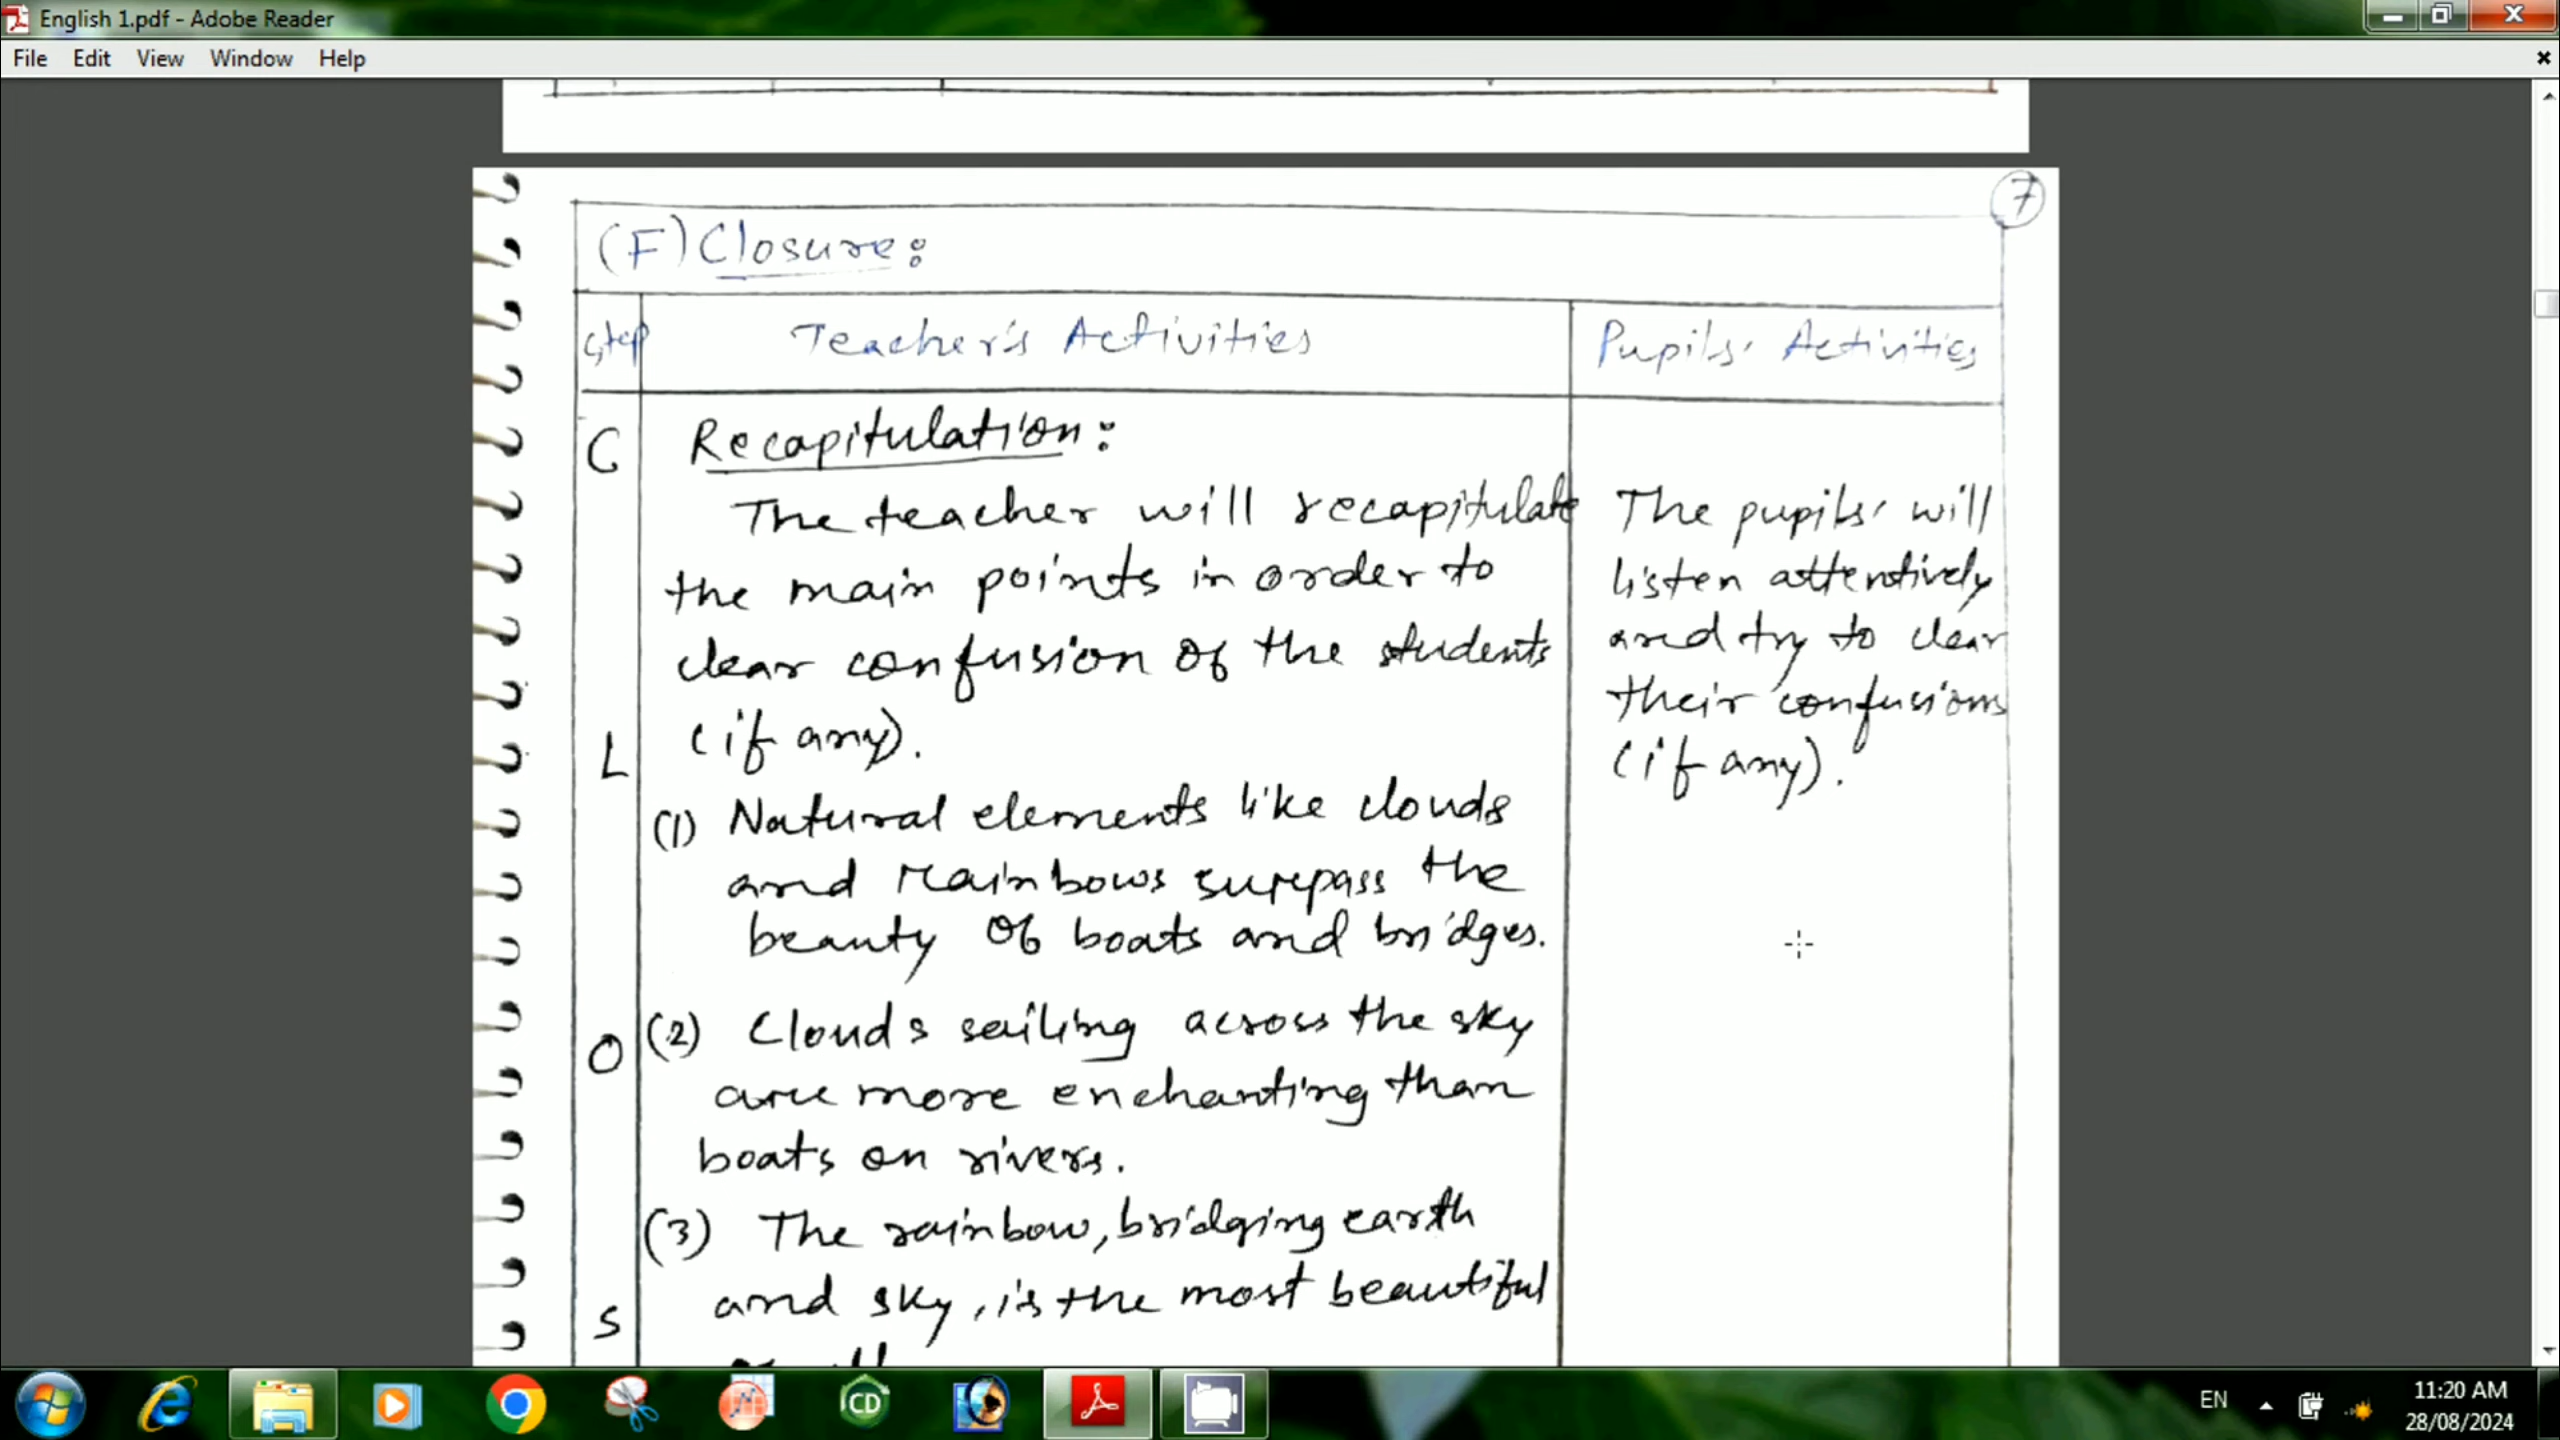 English 1.pdf - Adobe Reader
File Edit View Window Help
7
(F) Closure:
Step Teacher's Activities Pupils' Activities
C
L
O
S
Recapitulation:
The teacher will recapitulate
the main points in order to
clear confusion of the students
(if any).
(1) Natural elements like clouds
and rainbows surpass the
beauty of boats and bridges.
(2) Clouds sailing across the sky
are more enchanting than
boats on rivers.
(3) The rainbow, bridging earth
and sky, is the most beautiful
The pupils' will
listen attentively
and try to clear
their confusions
(if any).
CD
EN
11:20 AM
28/08/2024